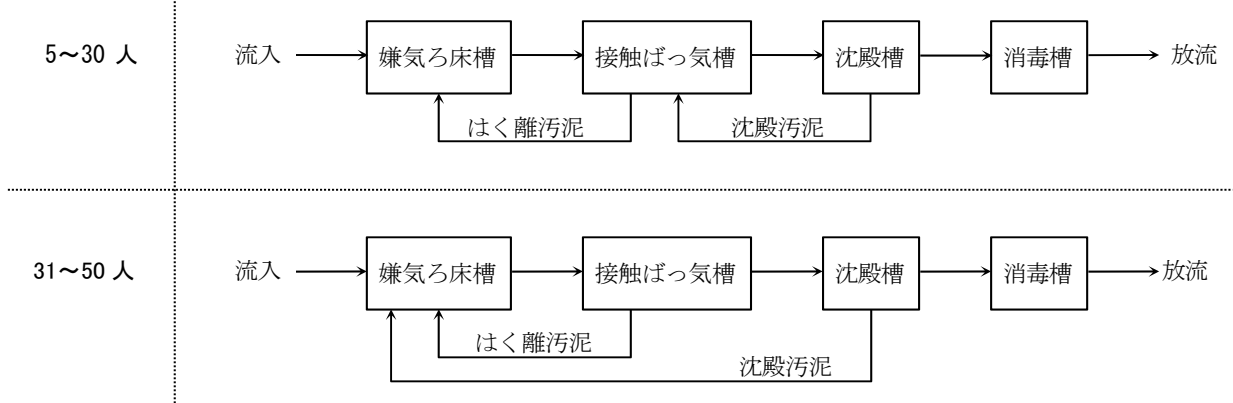 5～30 人
流入 嫌気ろ床槽 接触ばっ気槽 沈殿槽 消毒槽 放流
はく離汚泥 沈殿汚泥
31～50 人
流入 嫌気ろ床槽 接触ばっ気槽 沈殿槽 消毒槽 放流
はく離汚泥
沈殿汚泥